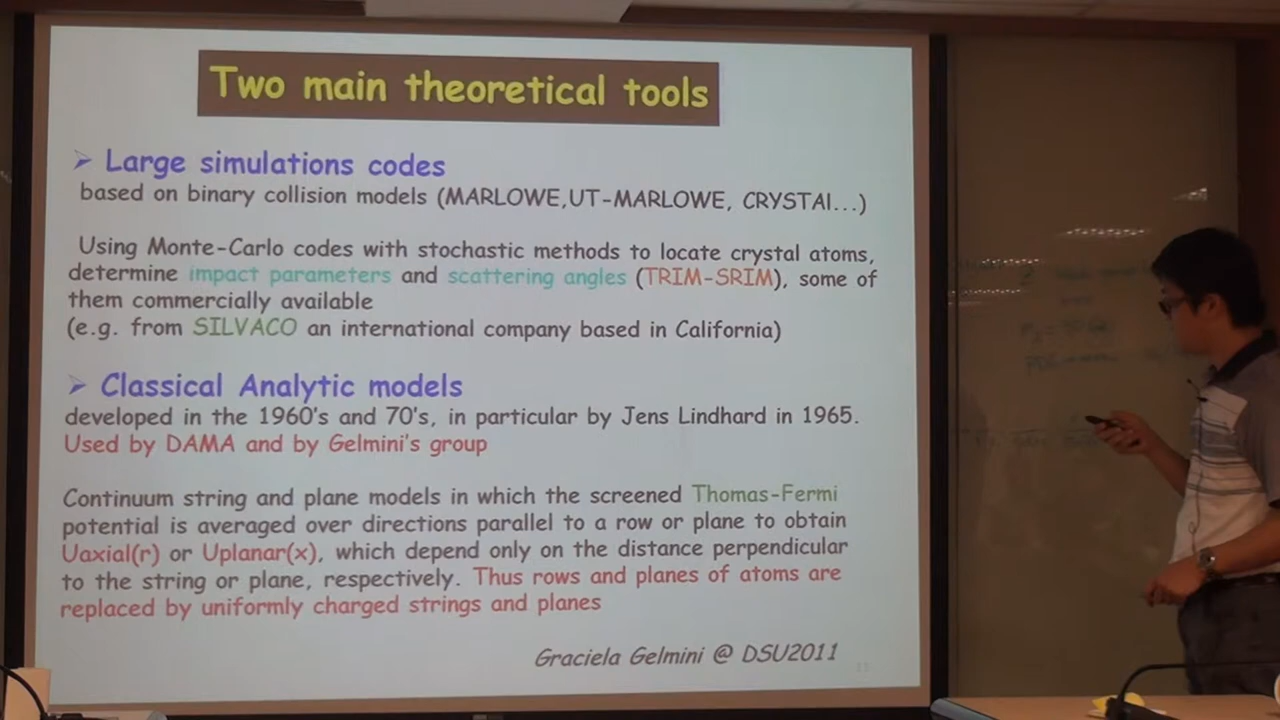 Two main theoretical tools
➢ Large simulations codes
based on binary collision models (MARLOWE,UT-MARLOWE, CRYSTAl...)
Using Monte-Carlo codes with stochastic methods to locate crystal atoms,
determine impact parameters and scattering angles (TRIM-SRIM), some of
them commercially available
(e.g. from SILVACO an international company based in California)
➢ Classical Analytic models
developed in the 1960's and 70's, in particular by Jens Lindhard in 1965.
Used by DAMA and by Gelmini's group
Continuum string and plane models in which the screened Thomas-Fermi
potential is averaged over directions parallel to a row or plane to obtain
Uaxial(r) or Uplanar(x), which depend only on the distance perpendicular
to the string or plane, respectively. Thus rows and planes of atoms are
replaced by uniformly charged strings and planes
Graciela Gelmini @ DSU2011